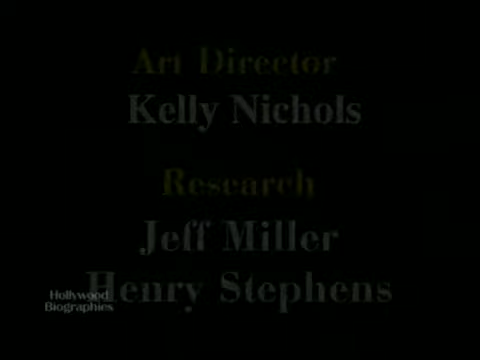 Art Director
Kelly Nichols
Research
Jeff Miller
Henry Stephens
Hollywood
Biographies